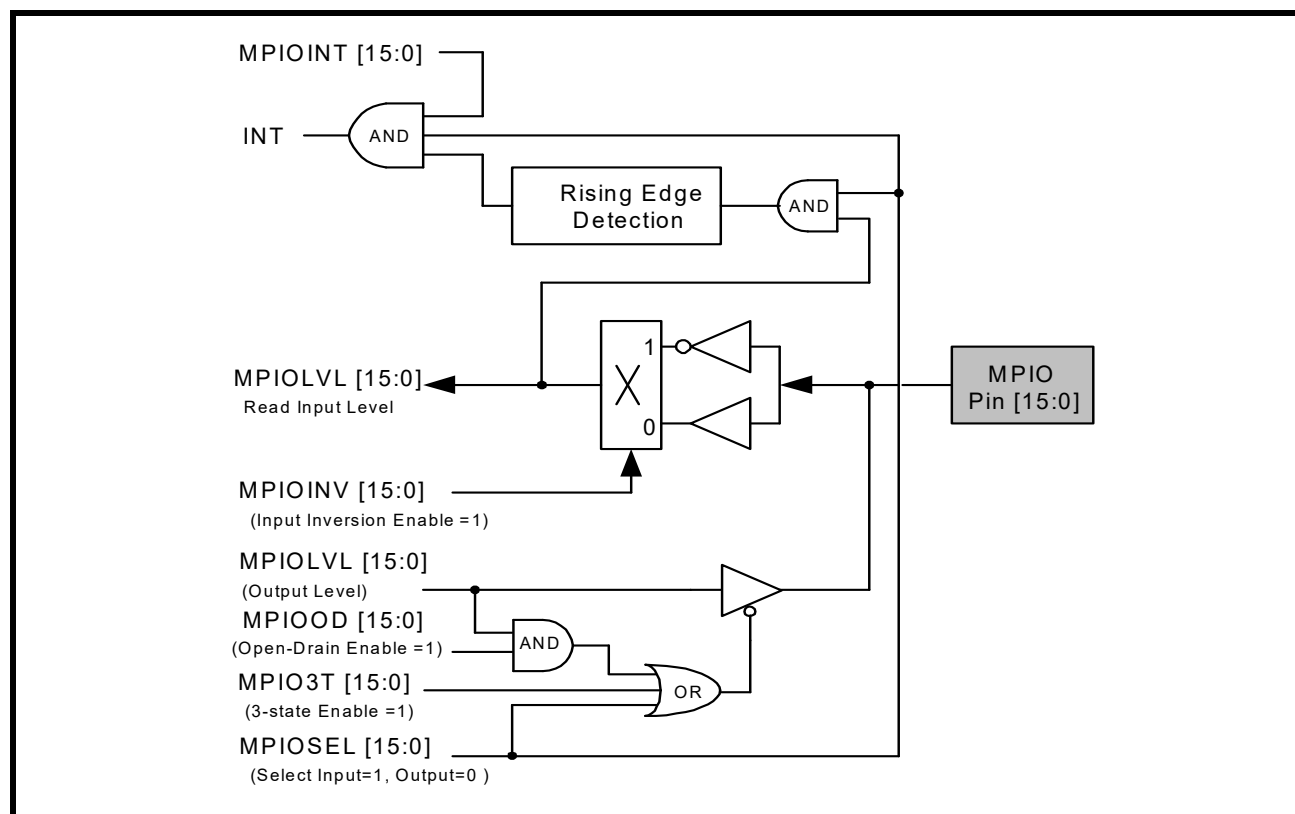 MPIOINT [15:0]
INT
AND
Rising Edge
Detection
AND
1
MPIOLVL [15:0]
Read Input Level
0
MPIO
Pin [15:0]
MPIOINV [15:0]
(Input Inversion Enable =1)
MPIOLVL [15:0]
(Output Level)
MPIOOD [15:0]
(Open-Drain Enable =1)
AND
MPIO3T [15:0]
(3-state Enable =1)
OR
MPIOSEL [15:0]
(Select Input=1, Output=0 )